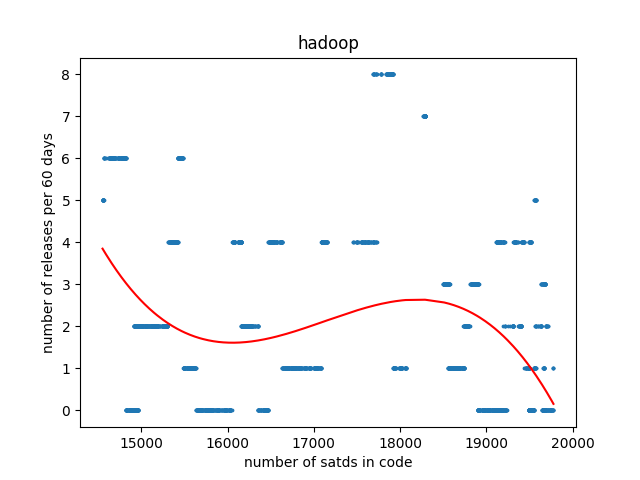 hadoop
number of releases per 60 days
8
7
6
5
4
3
2
1
0
15000 16000 17000 18000 19000 20000
number of satds in code